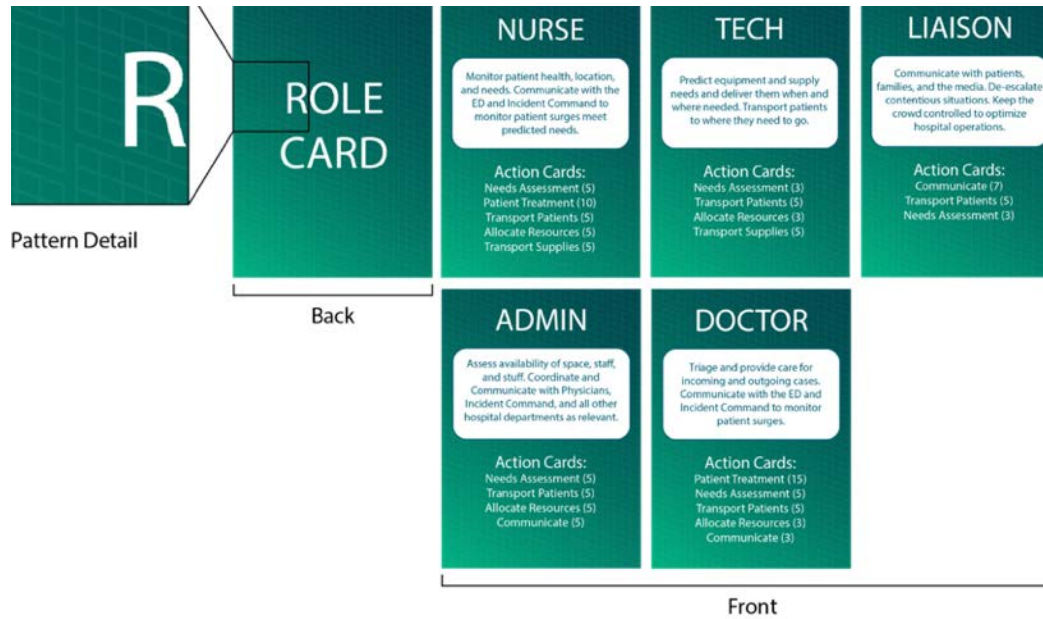 R
Pattern Detail
ROLE
CARD
Back
NURSE
Monitor patient health, location,
and needs. Communicate with the
ED and Incident Command to
monitor patient surges meet
predicted needs.
Action Cards:
Needs Assessment (5)
Patient Treatment (10)
Transport Patients (5)
Allocate Resources (5)
Transport Supplies (5)
TECH
Predict equipment and supply
needs and deliver them when and
where needed. Transport patients
to where they need to go.
Action Cards:
Needs Assessment (3)
Transport Patients (5)
Allocate Resources (3)
Transport Supplies (5)
LIAISON
Communicate with patients,
families, and the media. De-escalate
contentious situations. Keep the
crowd controlled to optimize
hospital operations.
Action Cards:
Communicate (7)
Transport Patients (5)
Needs Assessment (3)
ADMIN
Assess availability of space, staff,
and stuff. Coordinate and
Communicate with Physicians,
Incident Command, and all other
hospital departments as relevant.
Action Cards:
Needs Assessment (5)
Transport Patients (5)
Allocate Resources (5)
Communicate (5)
DOCTOR
Triage and provide care for
incoming and outgoing cases.
Communicate with the ED and
Incident Command to monitor
patient surges.
Action Cards:
Patient Treatment (15)
Needs Assessment (5)
Transport Patients (5)
Allocate Resources (3)
Communicate (3)
Front